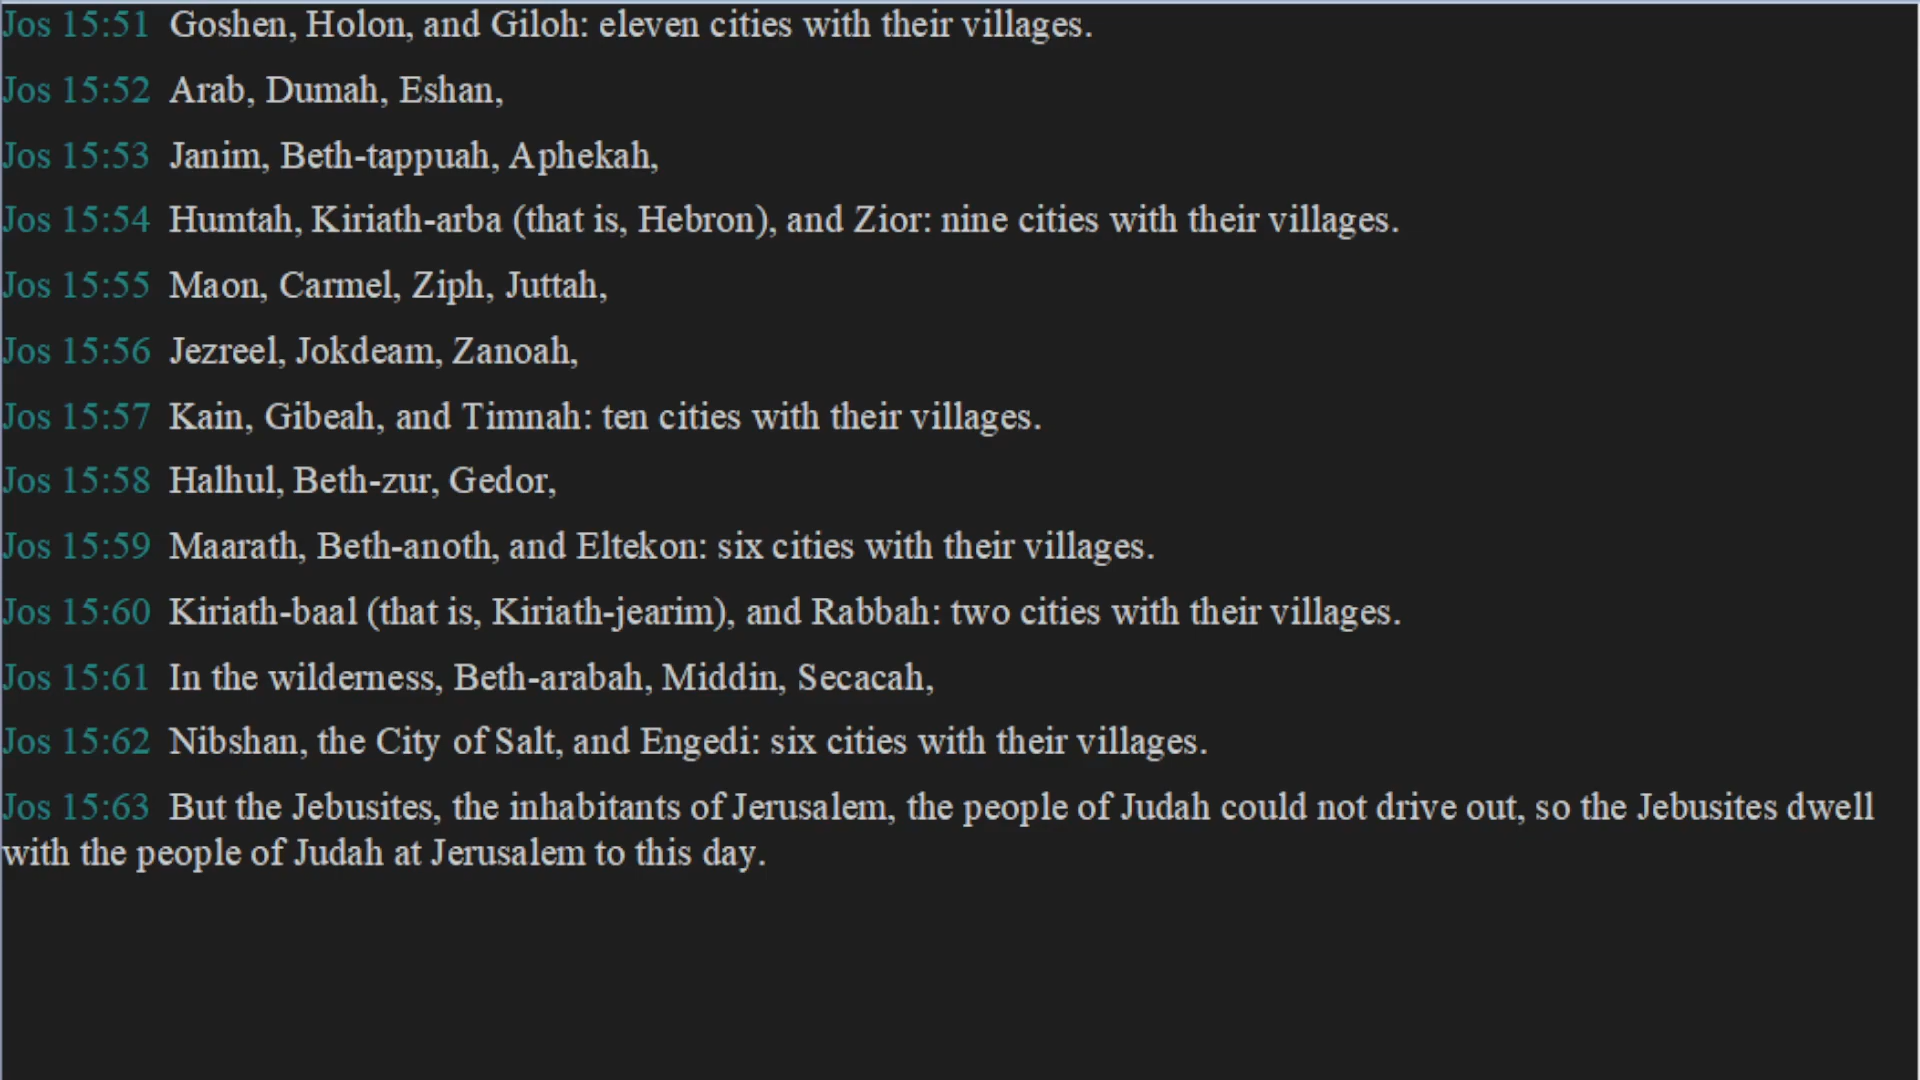 Jos 15:51 Goshen, Holon, and Giloh: eleven cities with their villages.
Jos 15:52 Arab, Dumah, Eshan,
Jos 15:53 Janim, Beth-tappuah, Aphekah,
Jos 15:54 Humtah, Kiriath-arba (that is, Hebron), and Zior: nine cities with their villages.
Jos 15:55 Maon, Carmel, Ziph, Juttah,
Jos 15:56 Jezreel, Jokdeam, Zanoah,
Jos 15:57 Kain, Gibeah, and Timnah: ten cities with their villages.
Jos 15:58 Halhul, Beth-zur, Gedor,
Jos 15:59 Maarath, Beth-anoth, and Eltekon: six cities with their villages.
Jos 15:60 Kiriath-baal (that is, Kiriath-jearim), and Rabbah: two cities with their villages.
Jos 15:61 In the wilderness, Beth-arabah, Middin, Secacah,
Jos 15:62 Nibshan, the City of Salt, and Engedi: six cities with their villages.
Jos 15:63 But the Jebusites, the inhabitants of Jerusalem, the people of Judah could not drive out, so the Jebusites dwell
with the people of Judah at Jerusalem to this day.